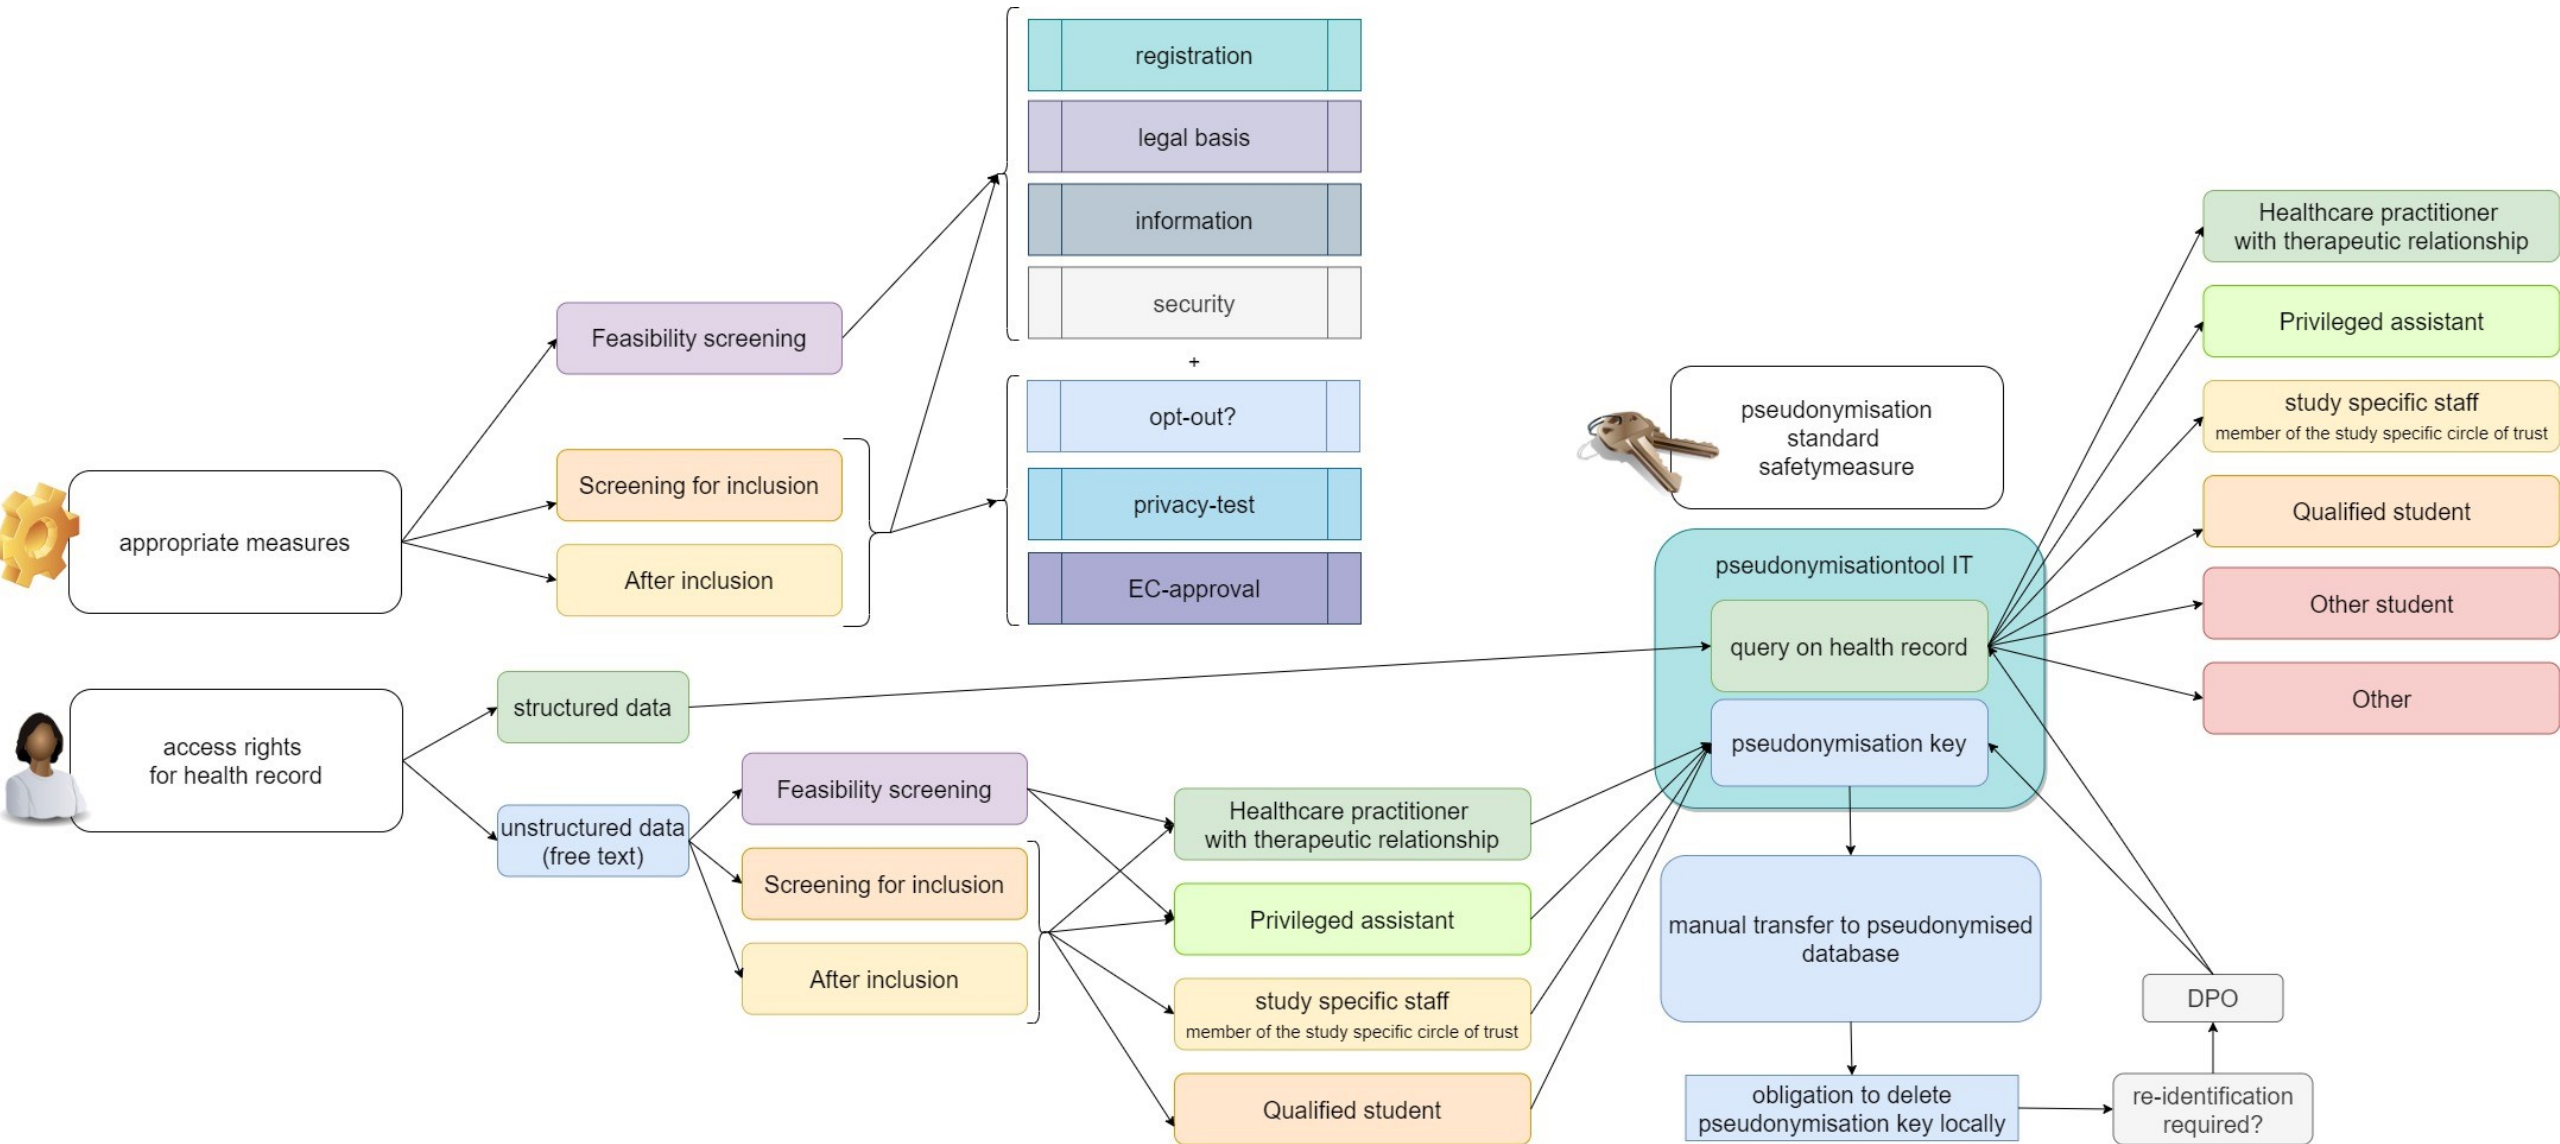 registration
legal basis
information
security
+
opt-out?
privacy-test
EC-approval
Feasibility screening
Screening for inclusion
After inclusion
appropriate measures
access rights
for health record
structured data
unstructured data
(free text)
Feasibility screening
Screening for inclusion
After inclusion
Healthcare practitioner
with therapeutic relationship
Privileged assistant
study specific staff
member of the study specific circle of trust
Qualified student
pseudonymisation
standard
safetymeasure
pseudonymisationtool IT
query on health record
pseudonymisation key
manual transfer to pseudonymised
database
obligation to delete
pseudonymisation key locally
re-identification
required?
DPO
Healthcare practitioner
with therapeutic relationship
Privileged assistant
study specific staff
member of the study specific circle of trust
Qualified student
Other student
Other